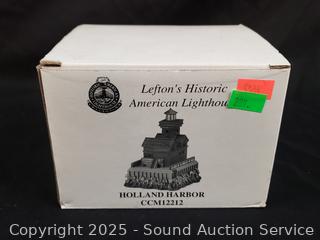 Lefton's Historic
American Lighthou
HOLLAND HARBOR
CCM12212
Copyright 2025 - Sound Auction Service